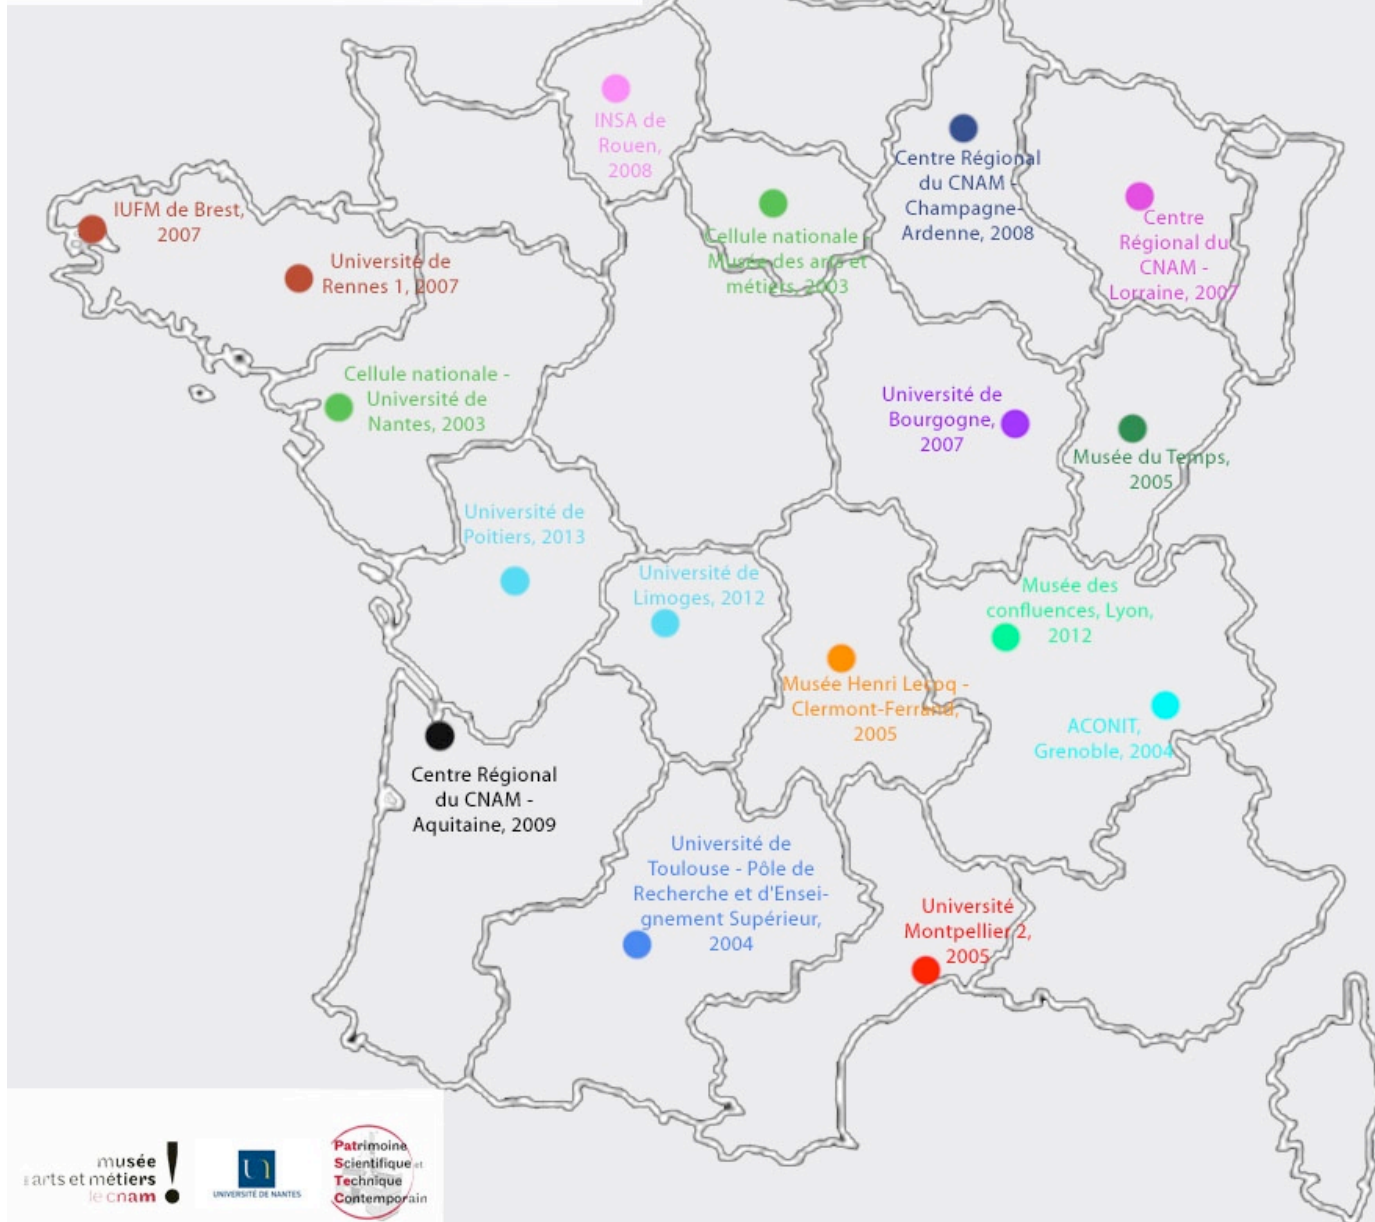 INSA de
Rouen,
2008
Centre Régional
du CNAM -
Champagne-
Ardenne, 2008
Centre
Régional du
CNAM -
Lorraine, 2007
IUFM de Brest,
2007
Université de
Rennes 1, 2007
Cellule nationale -
Musée des arts et
métiers, 2003
Cellule nationale -
Université de
Nantes, 2003
Université de
Bourgogne,
2007
Musée du Temps,
2005
Université de
Poitiers, 2013
Université de
Limoges, 2012
Musée des
confluences, Lyon,
2012
Musée Henri Lecoq -
Clermont-Ferrand,
2005
ACONIT,
Grenoble, 2004
Centre Régional
du CNAM -
Aquitaine, 2009
Université de
Toulouse - Pôle de
Recherche et d'Ensei-
gnement Supérieur,
2004
Université
Montpellier 2,
2005
musée
arts et métiers
le cnam
UNIVERSITÉ DE NANTES
Patrimoine
Scientifique et
Technique
Contemporain